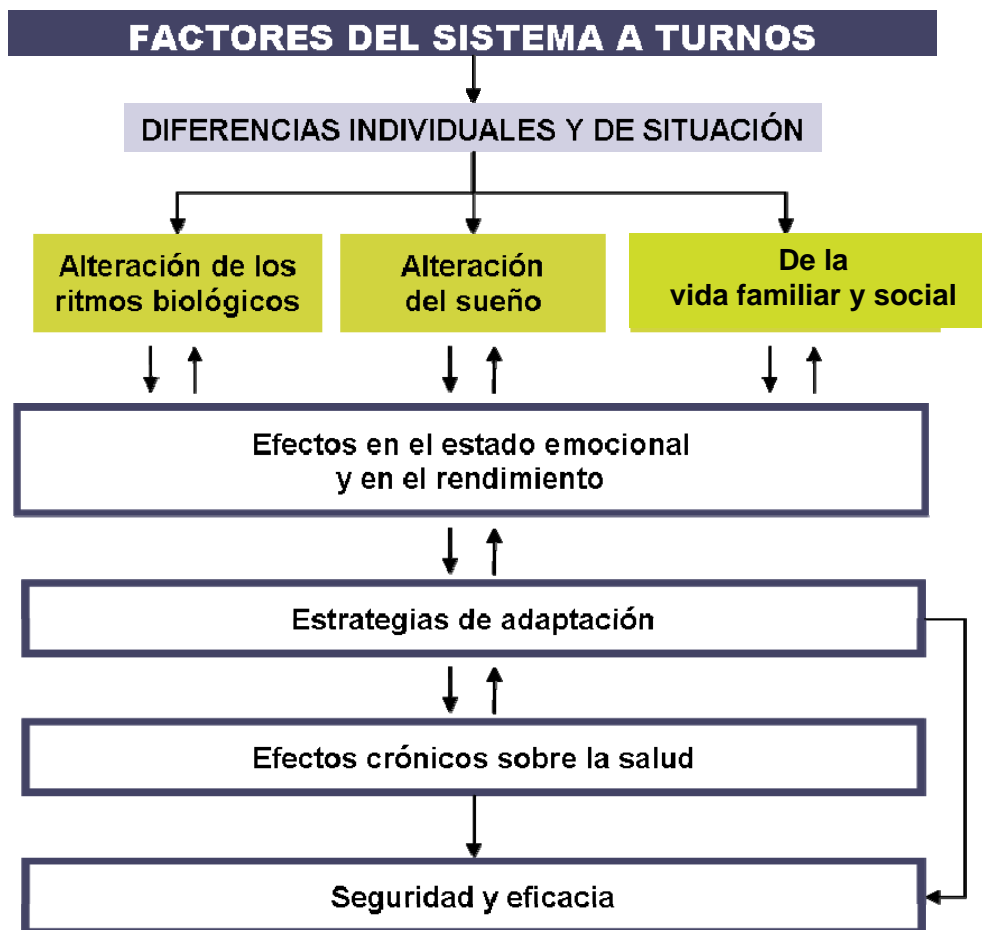 FACTORES DEL SISTEMA A TURNOS
DIFERENCIAS INDIVIDUALES Y DE SITUACIÓN
Alteración de los
ritmos biológicos
Alteración
del sueño
De la
vida familiar y social
Efectos en el estado emocional
y en el rendimiento
Estrategias de adaptación
Efectos crónicos sobre la salud
Seguridad y eficacia